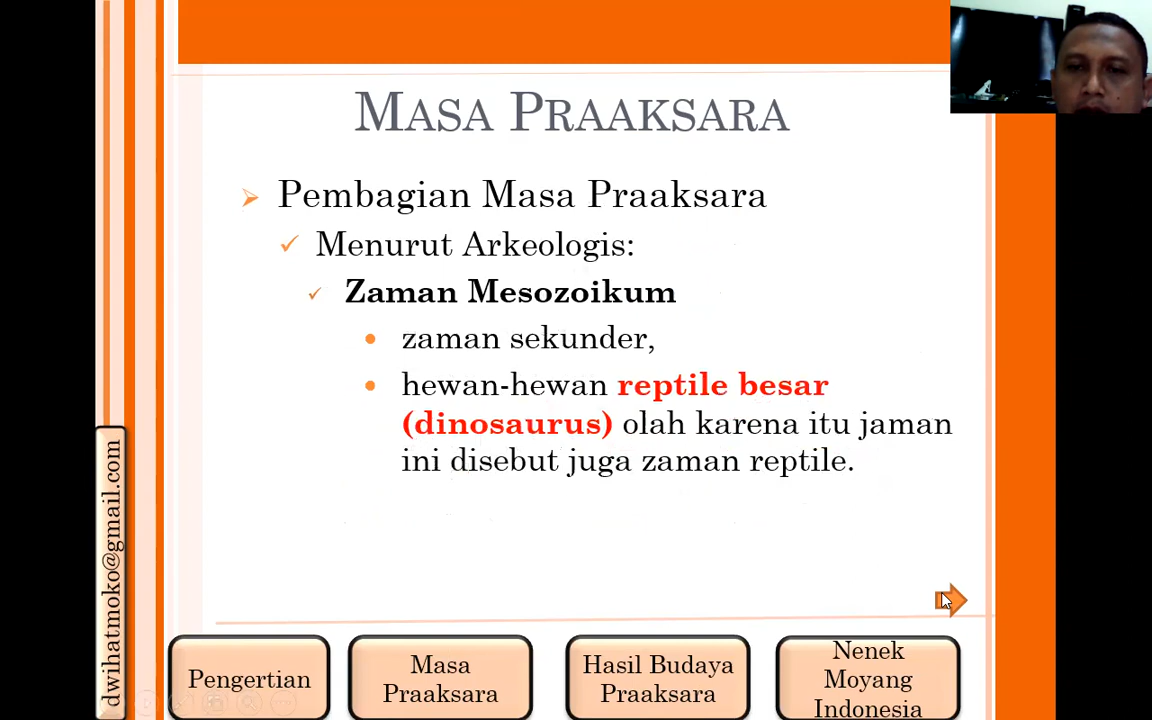 MASA PRAAKSARA
Pembagian Masa Praaksara
Menurut Arkeologis:
Zaman Mesozoikum
zaman sekunder,
hewan-hewan reptile besar
(dinosaurus) olah karena itu jaman
ini disebut juga zaman reptile.
dwihatmoko@gmail.com
Pengertian
Masa
Praaksara
Hasil Budaya
Praaksara
Nenek
Moyang
Indonesia